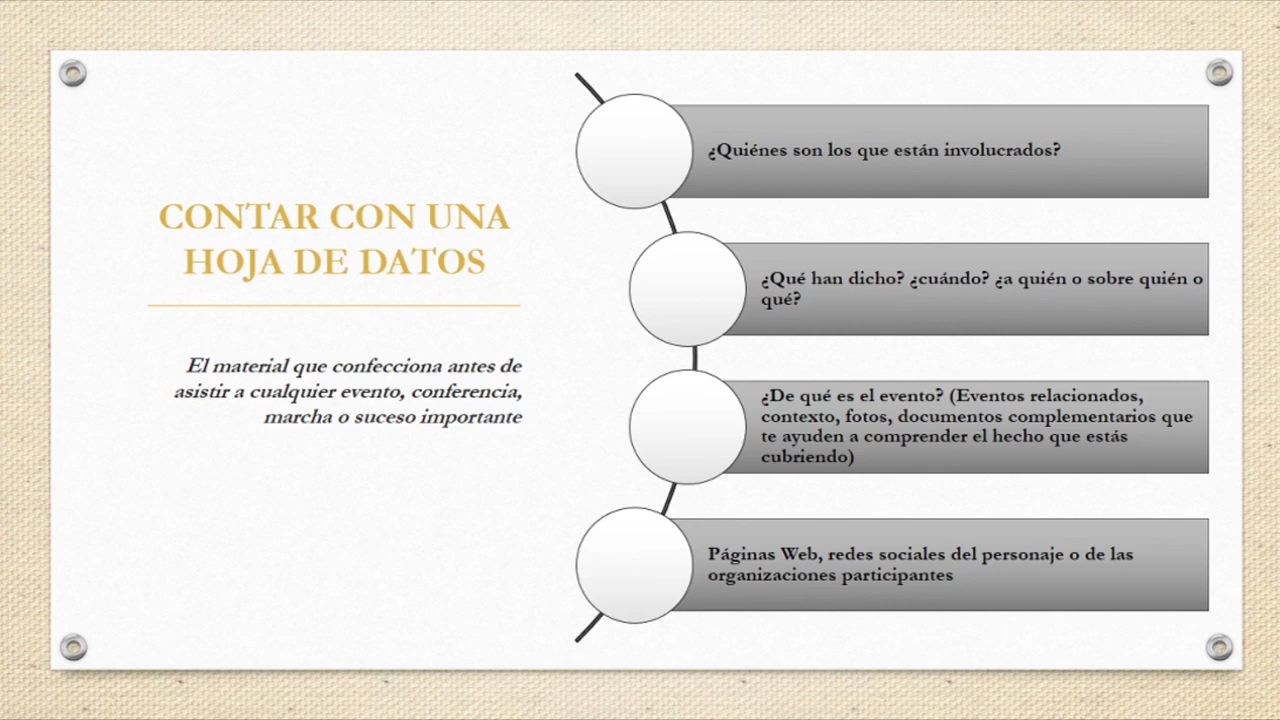 CONTAR CON UNA
HOJA DE DATOS
El material que confecciona antes de
asistir a cualquier evento, conferencia,
marcha o suceso importante
¿Quiénes son los que están involucrados?
¿Qué han dicho? ¿cuándo? ¿a quién o sobre quién o
qué?
¿De qué es el evento? (Eventos relacionados,
contexto, fotos, documentos complementarios que
te ayuden a comprender el hecho que estás
cubriendo)
Páginas Web, redes sociales del personaje o de las
organizaciones participantes